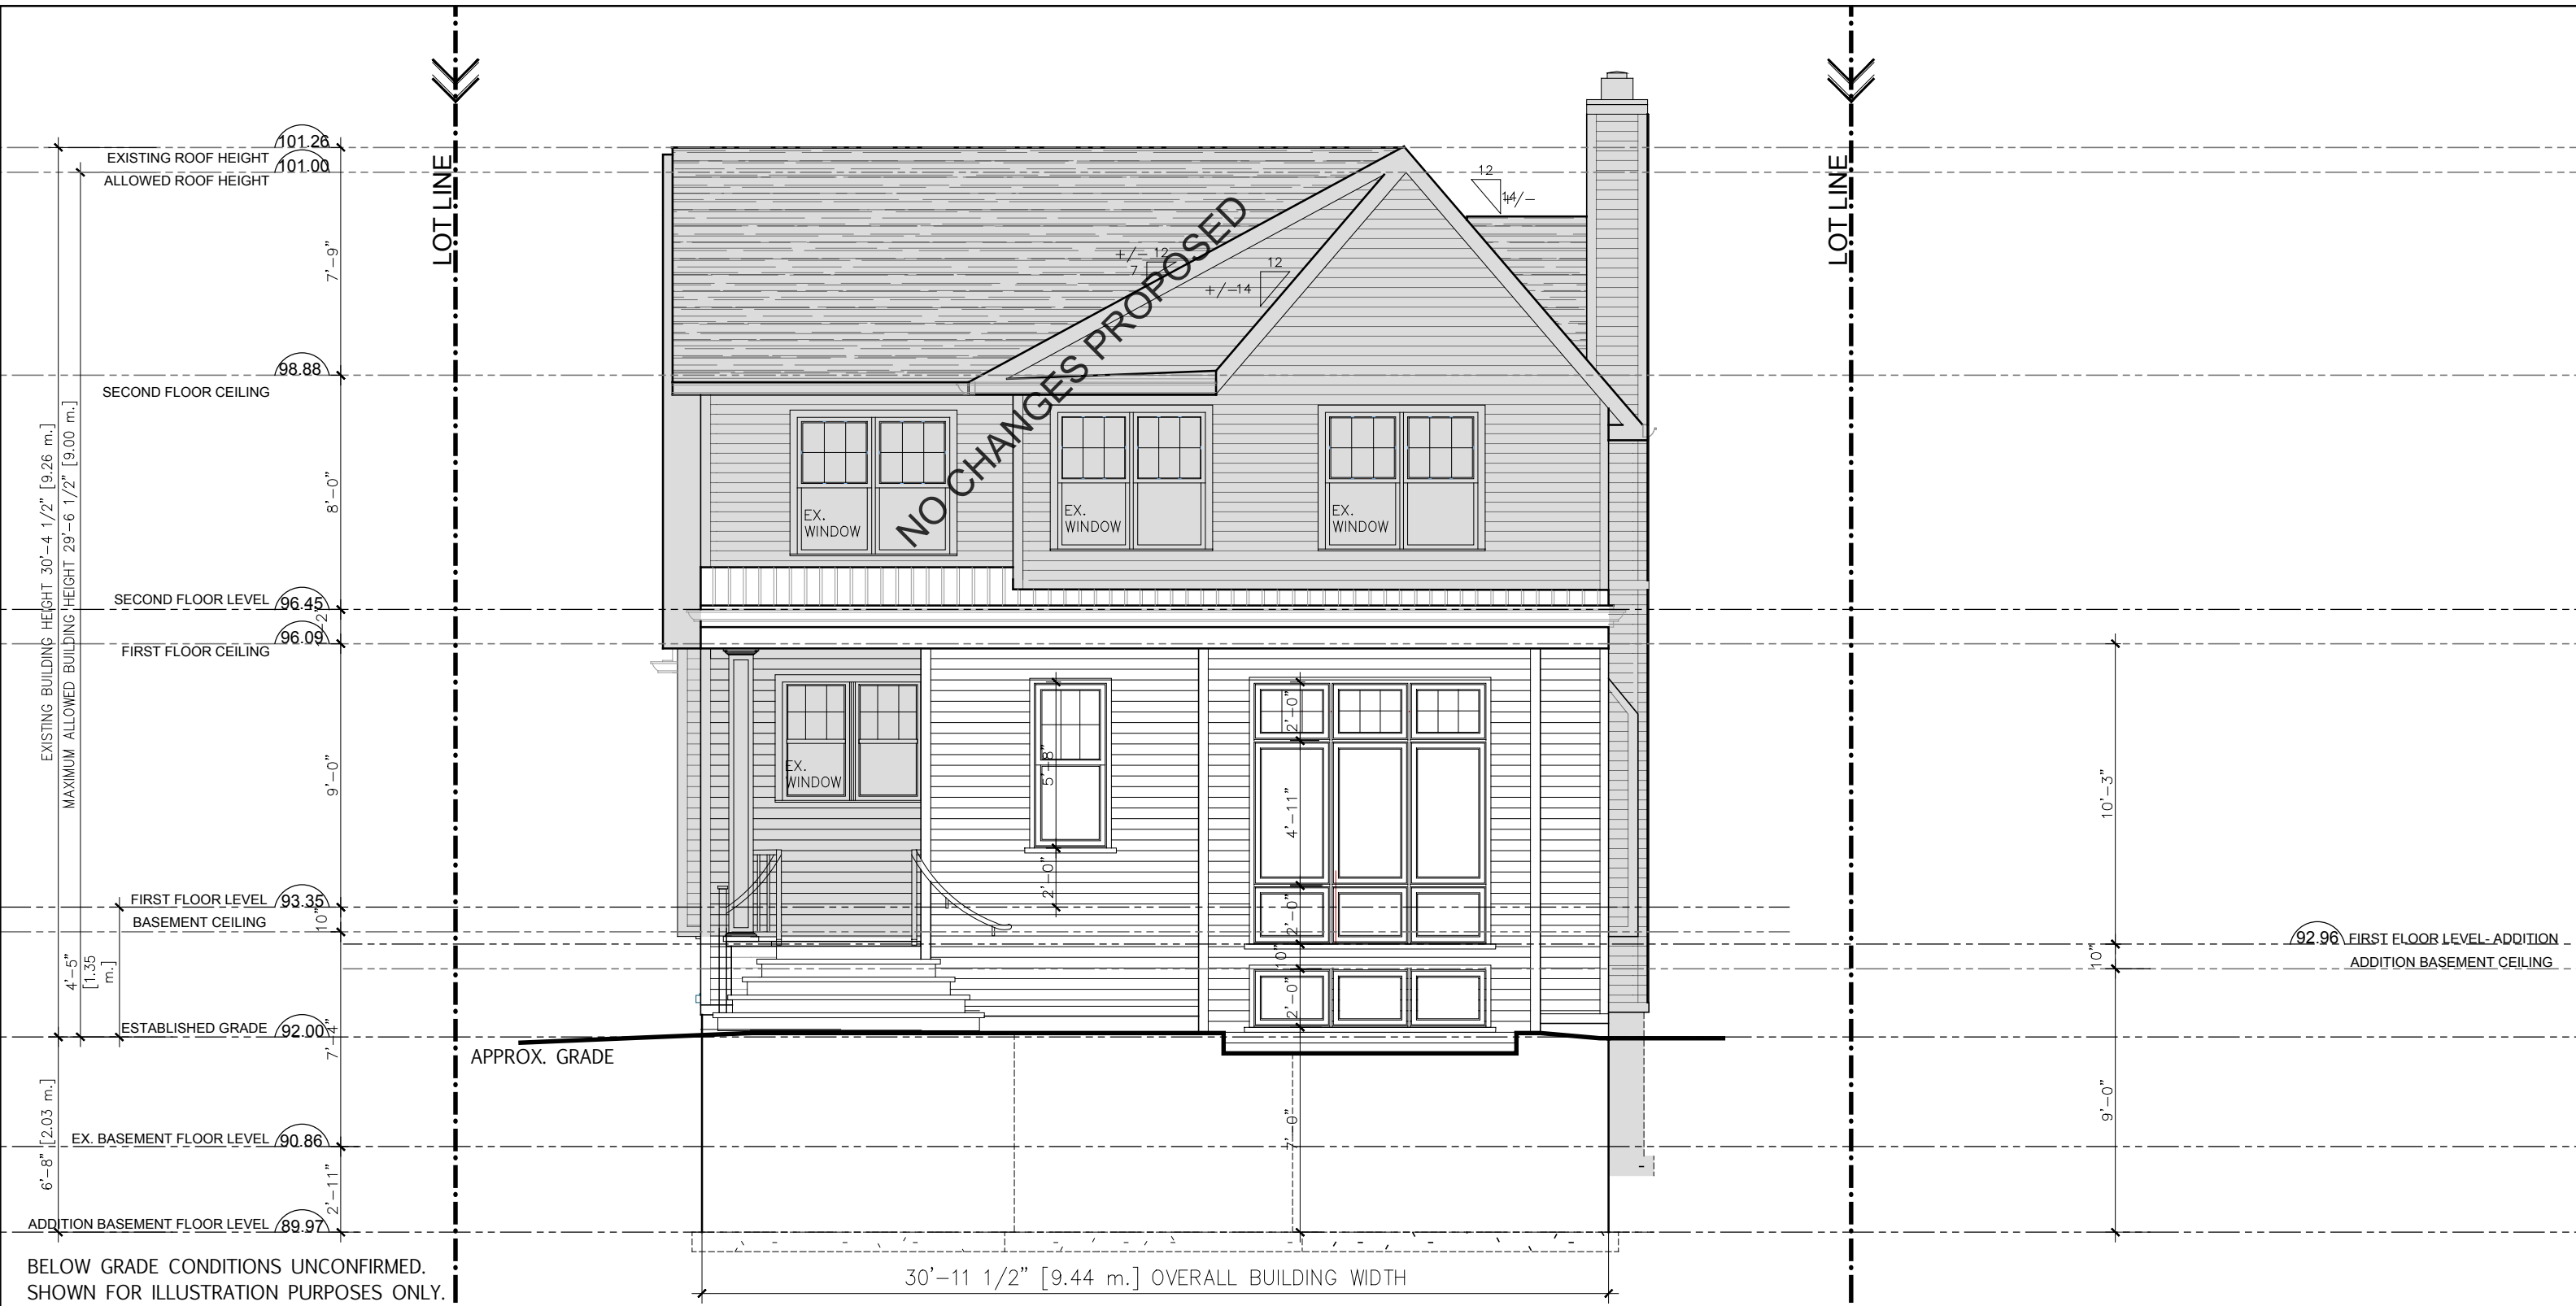 LOT LINE
LOT LINE
101.26
EXISTING ROOF HEIGHT
101.00
ALLOWED ROOF HEIGHT
7'-9"
98.88
SECOND FLOOR CEILING
8'-0"
SECOND FLOOR LEVEL 96.45
96.09
FIRST FLOOR CEILING
9'-0"
EXISTING BUILDING HEIGHT 30'-4 1/2" [9.26 m.]
MAXIMUM ALLOWED BUILDING HEIGHT 29'-6 1/2" [9.00 m.]
FIRST FLOOR LEVEL 93.35
BASEMENT CEILING
10"
4'-5"
[1.35
m.]
ESTABLISHED GRADE 92.00
7'-4"
6'-8" [2.03 m.]
EX. BASEMENT FLOOR LEVEL 90.86
2'-11"
ADDITION BASEMENT FLOOR LEVEL 89.97
BELOW GRADE CONDITIONS UNCONFIRMED.
SHOWN FOR ILLUSTRATION PURPOSES ONLY.
APPROX. GRADE
NO CHANGES PROPOSED
+/- 12
7
12
+/-14
12
EX.
WINDOW
EX.
WINDOW
EX.
WINDOW
EX.
WINDOW
5'-8"
2'-0"
2'-0"
4'-11"
2'-0"
10"
2'-0"
7'-0"
30'-11 1/2" [9.44 m.] OVERALL BUILDING WIDTH
10'-3"
10"
9'-0"
92.96 FIRST FLOOR LEVEL- ADDITION
ADDITION BASEMENT CEILING